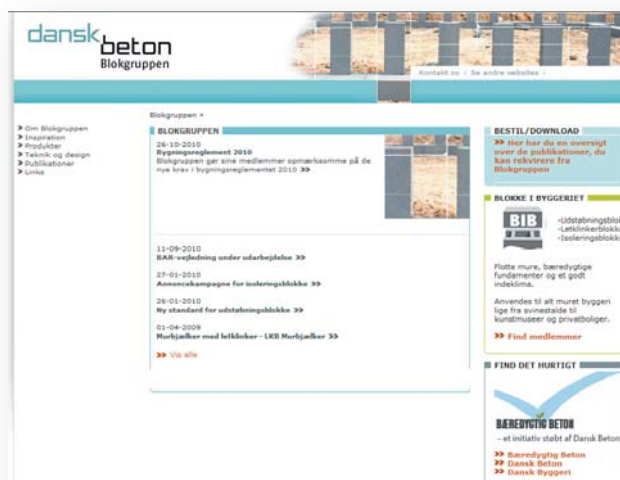 dansk
beton
Blokgruppen
Kontakt os | Se andre websites |
Blokgruppen »
Om Blokgruppen
Inspiration
Produkter
Teknik og design
Publikationer
Links
BLOKGRUPPEN
26-10-2010
Bygningsreglement 2010
Blokgruppen gør sine medlemmer opmærksomme på de
nye krav i bygningsreglementet 2010 »
11-09-2010
BAR-vejledning under udarbejdelse »
27-01-2010
Annoncekampagne for isoleringsblokke »
26-01-2010
Ny standard for udstøbningsblokke »
01-04-2009
Murbjælker med letklinker - LKB Murbjælker »
» Vis alle
BESTIL/DOWNLOAD
» Her har du en oversigt
over de publikationer, du
kan rekvirere fra
Blokgruppen
BLOKKE I BYGGERIET
BIB
-Udstøbningsblok
-Letklinkerblokke
-Isoleringsblokke
Flotte mure, bæredygtige
fundamenter og et godt
indeklima.
Anvendes til alt muret byggeri
lige fra svinestalde til
kunstmuseer og privatboliger.
» Find medlemmer
FIND DET HURTIGT
BÆREDYGTIG BETON
– et initiativ støbt af Dansk Beton
» Bæredygtig Beton
» Dansk Beton
» Dansk Byggeri